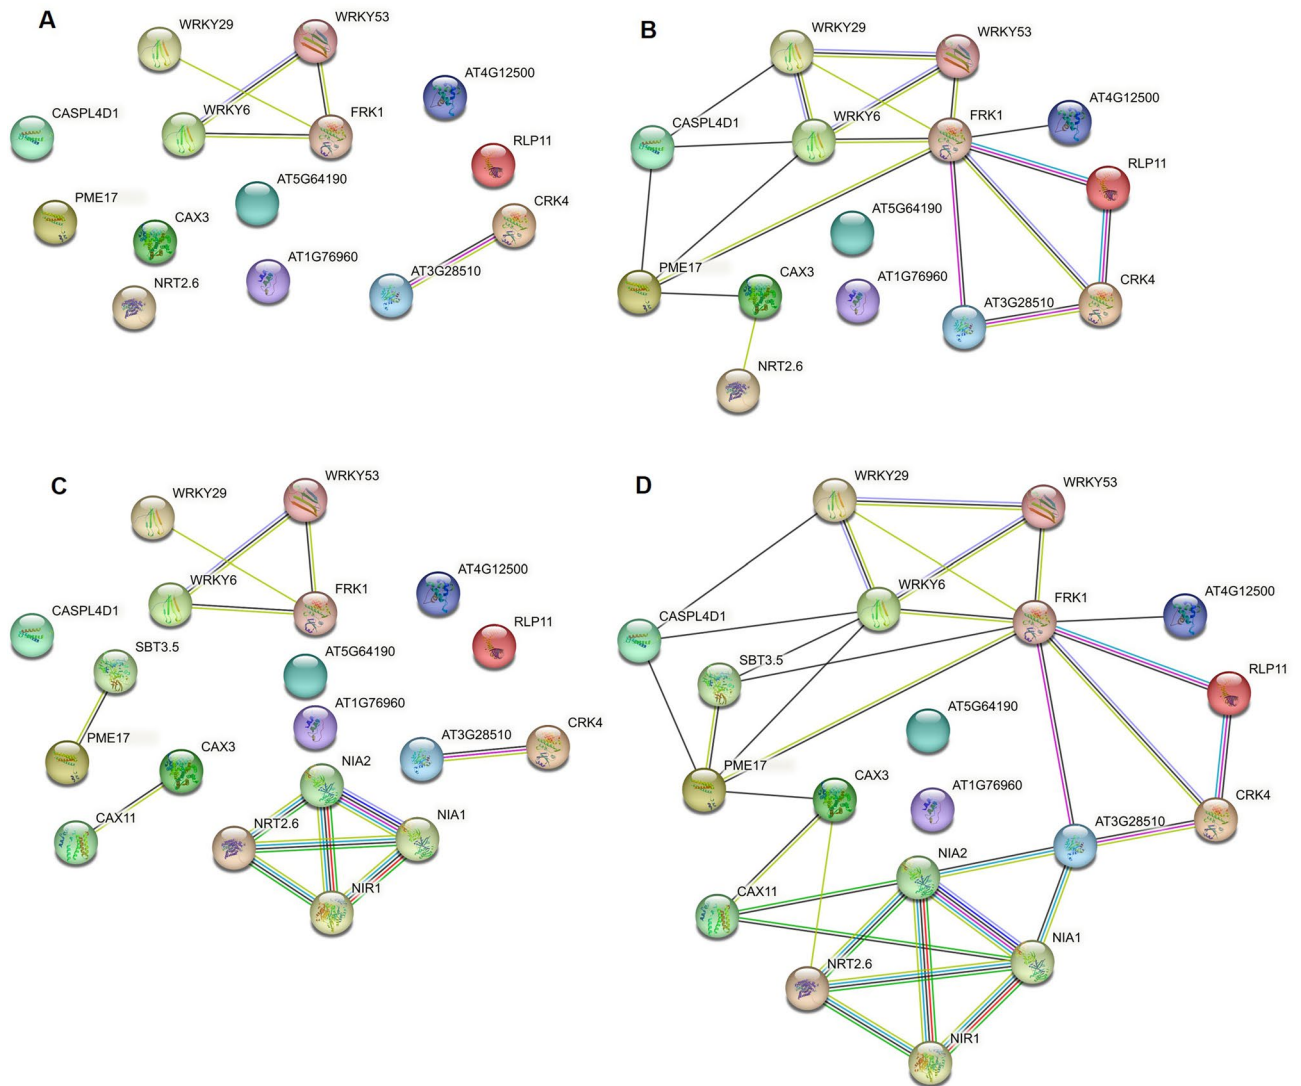 A
WRKY29
WRKY53
AT4G12500
CASPL4D1
WRKY6
FRK1
RLP11
PME17
AT5G64190
CRK4
CAX3
AT1G76960
AT3G28510
NRT2.6
B
WRKY29
WRKY53
AT4G12500
CASPL4D1
WRKY6
FRK1
RLP11
AT5G64190
PME17
CAX3
AT1G76960
CRK4
AT3G28510
NRT2.6
C
WRKY29
WRKY53
AT4G12500
WRKY6
FRK1
CASPL4D1
RLP11
SBT3.5
AT5G64190
AT1G76960
CRK4
PME17
CAX3
AT3G28510
NIA2
CAX11
NRT2.6
NIA1
NIR1
D
WRKY29
WRKY53
WRKY6
FRK1
AT4G12500
CASPL4D1
SBT3.5
RLP11
AT5G64190
PME17
CAX3
AT1G76960
CRK4
AT3G28510
NIA2
CAX11
NIA1
NRT2.6
NIR1